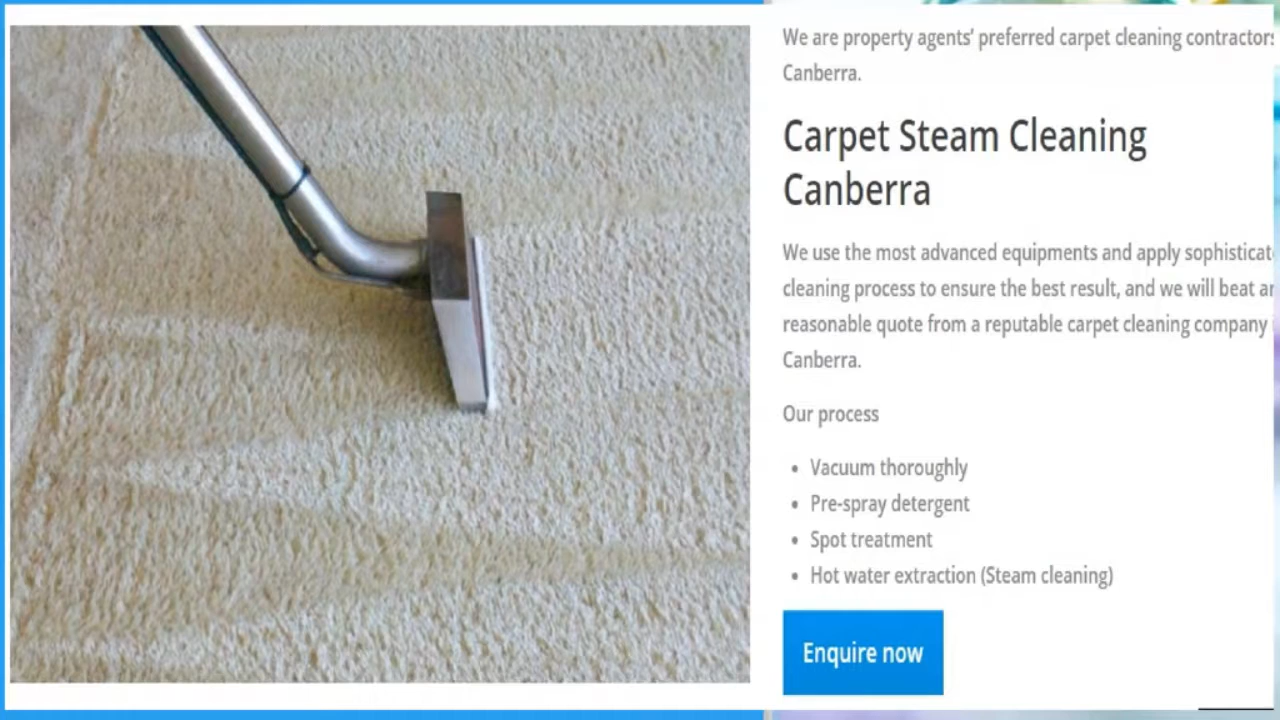 We are property agents' preferred carpet cleaning contractors
Canberra.
Carpet Steam Cleaning
Canberra
We use the most advanced equipments and apply
cleaning process to ensure the best result, and we will beat
reasonable quote from a reputable carpet cleaning company
Canberra.
Our process
• Vacuum thoroughly
• Pre-spray detergent
• Spot treatment
• Hot water extraction (Steam cleaning)
Enquire now